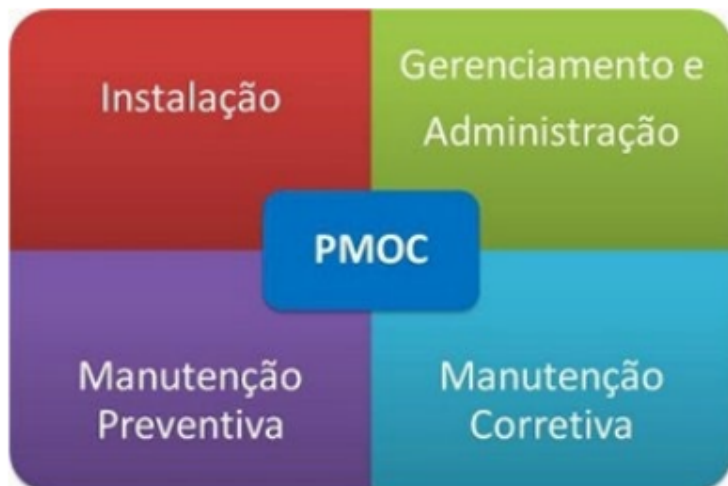 Instalação
Gerenciamento e
Administração
PMOC
Manutenção
Preventiva
Manutenção
Corretiva